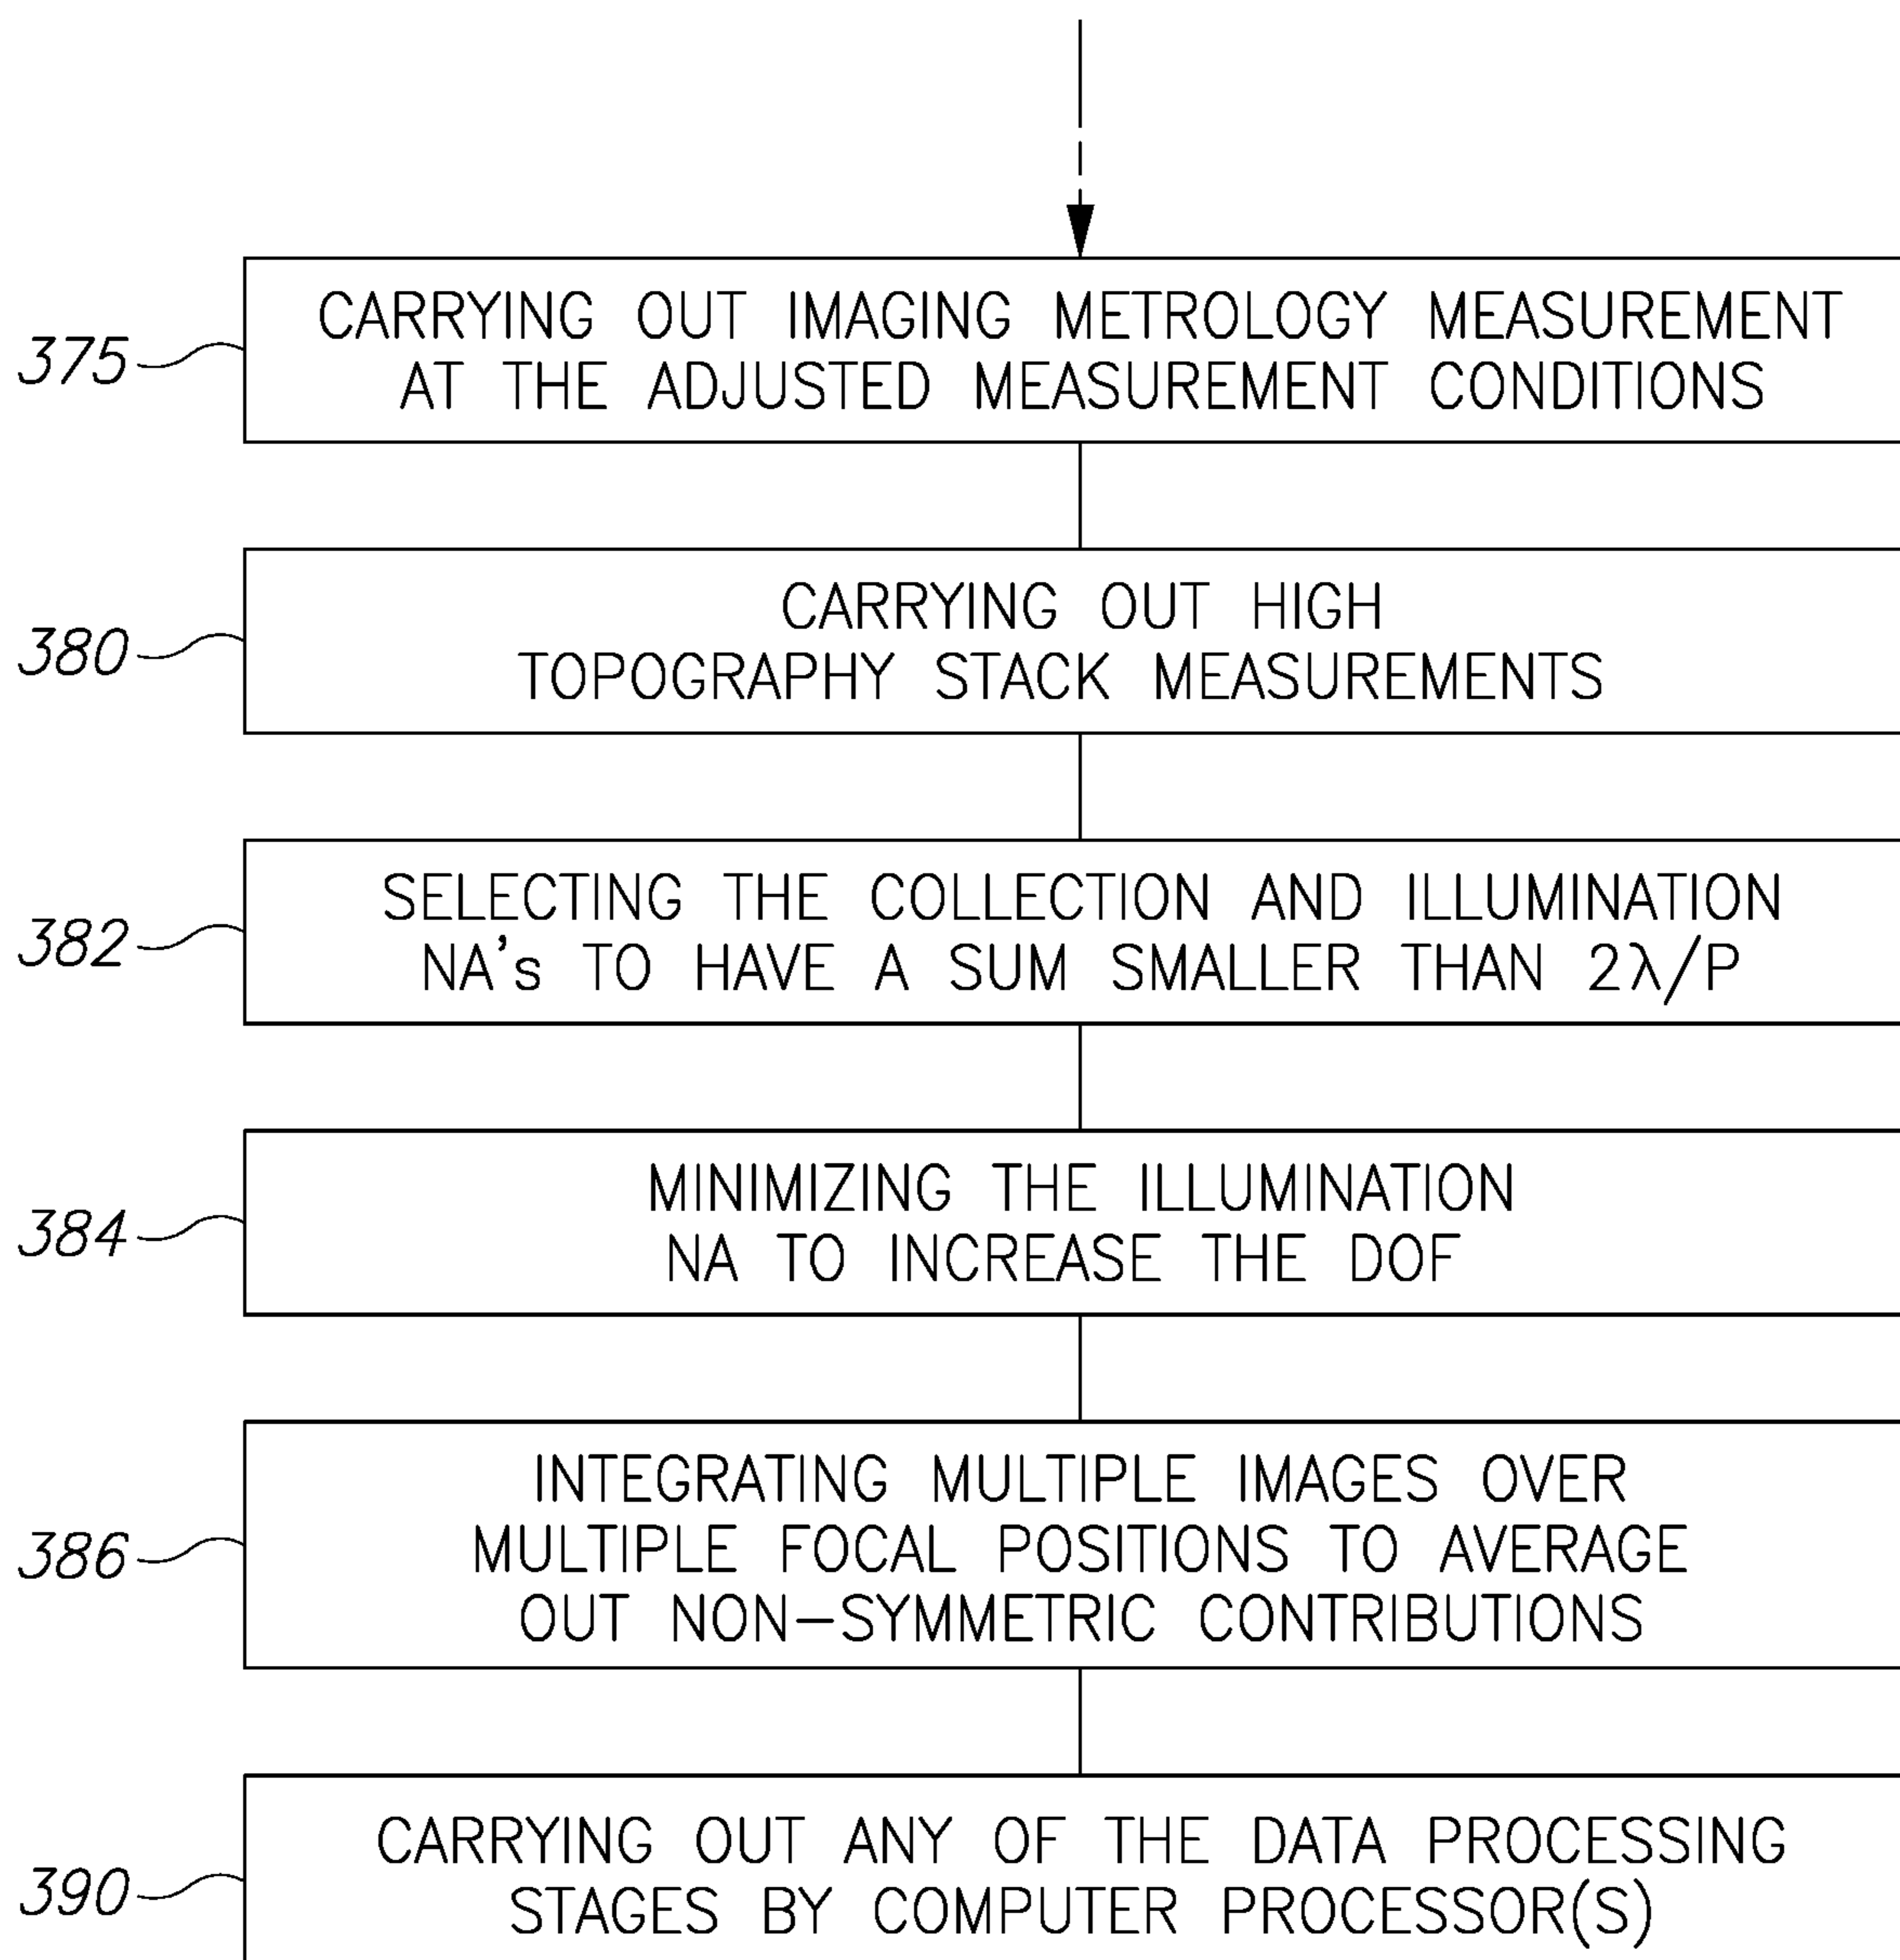 375
CARRYING OUT IMAGING METROLOGY MEASUREMENT
AT THE ADJUSTED MEASUREMENT CONDITIONS
380
CARRYING OUT HIGH
TOPOGRAPHY STACK MEASUREMENTS
382
SELECTING THE COLLECTION AND ILLUMINATION
NA's TO HAVE A SUM SMALLER THAN 2λ/P
384
MINIMIZING THE ILLUMINATION
NA TO INCREASE THE DOF
386
INTEGRATING MULTIPLE IMAGES OVER
MULTIPLE FOCAL POSITIONS TO AVERAGE
OUT NON-SYMMETRIC CONTRIBUTIONS
390
CARRYING OUT ANY OF THE DATA PROCESSING
STAGES BY COMPUTER PROCESSOR(S)